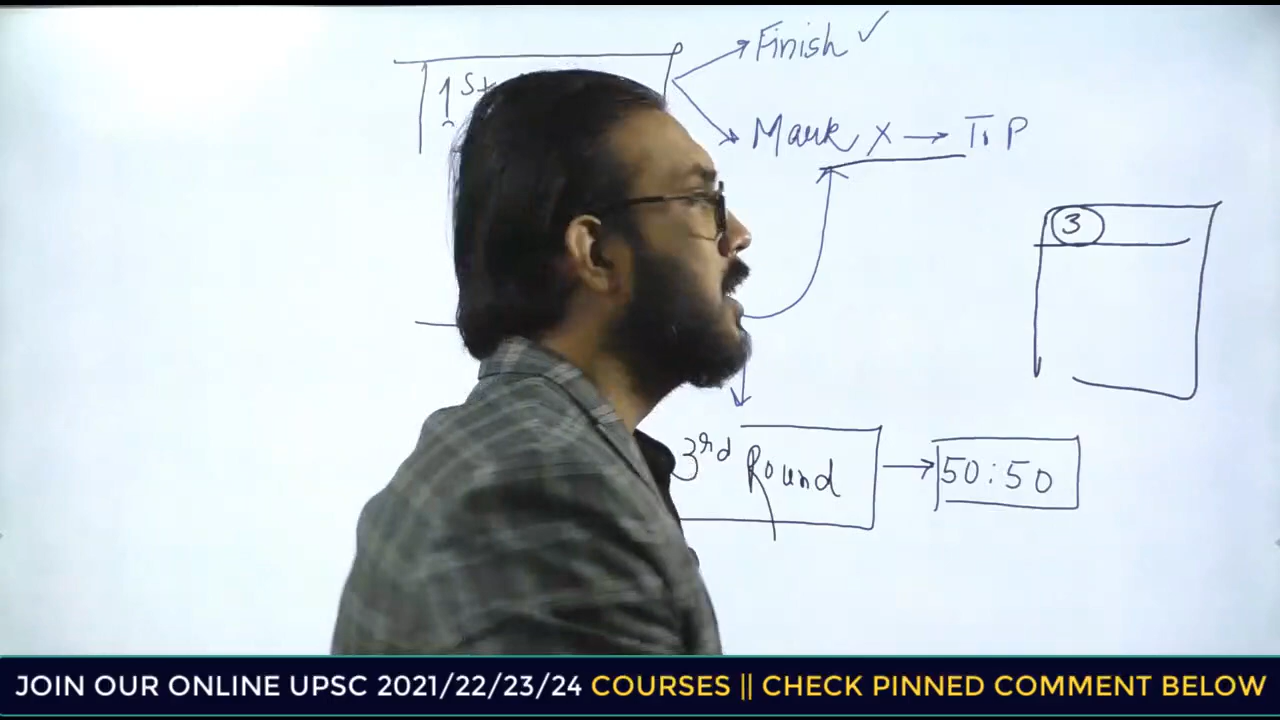 Finish ✓
1st
Mark X → TiP
3
3rd Round → 50:50
JOIN OUR ONLINE UPSC 2021/22/23/24 COURSES || CHECK PINNED COMMENT BELOW